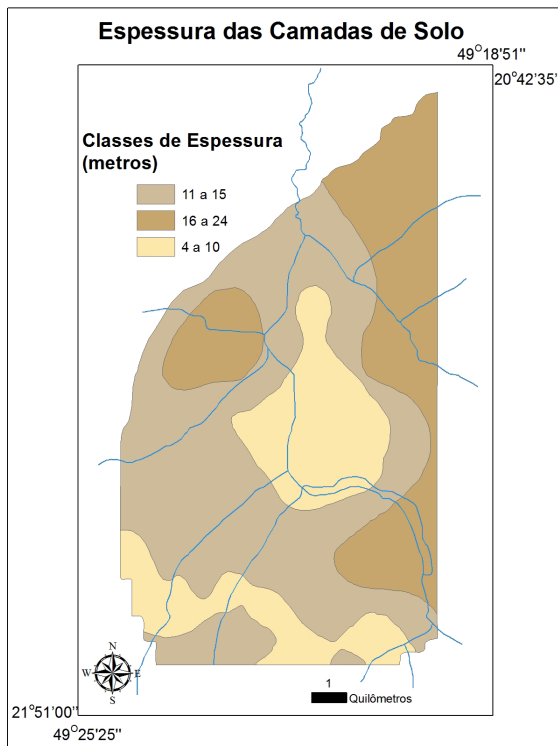 Espessura das Camadas de Solo
49°18'51"
20°42'35"
Classes de Espessura
(metros)
11 a 15
16 a 24
4 a 10
N
W
E
S
1
Quilômetros
21°51'00"
49°25'25"